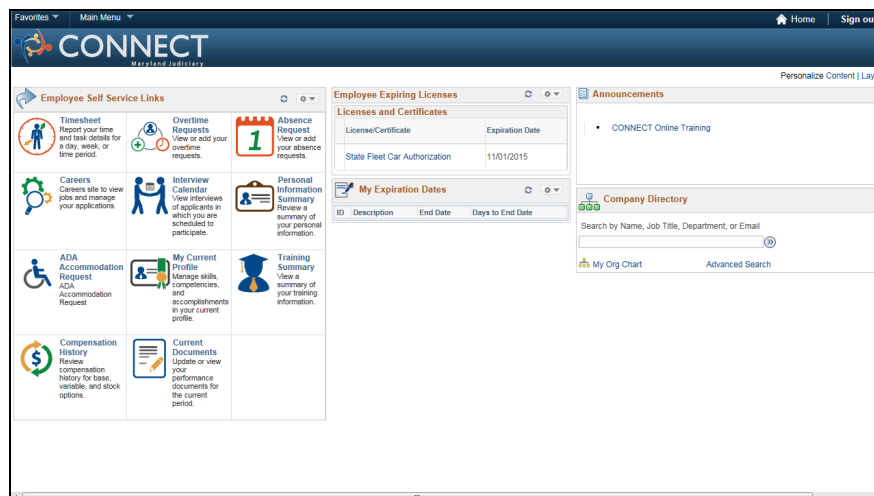 Favorites Main Menu Home Sign ou
CONNECT
Maryland Judiciary
Personalize Content | Lay
Employee Self Service Links
Timesheet
Report your time
and task details for
a day, week, or
time period.
Overtime
Requests
View or add your
overtime
requests.
Absence
Request
View or add
your absence
requests.
1
Careers
Careers site to view
jobs and manage
your applications.
Interview
Calendar
View interviews
of applicants in
which you are
scheduled to
participate.
Personal
Information
Summary
Review a
summary of
your personal
information.
ADA
Accommodation
Request
ADA
Accommodation
Request
My Current
Profile
Manage skills,
competencies,
and
accomplishments
in your current
profile.
Training
Summary
View a
summary of
your training
information.
Compensation
History
Review
compensation
history for base,
variable, and stock
options.
$
Current
Documents
Update or view
your
performance
documents for
the current
period.
Employee Expiring Licenses
Licenses and Certificates
License/Certificate Expiration Date
State Fleet Car Authorization 11/01/2015
My Expiration Dates
ID Description End Date Days to End Date
Announcements
• CONNECT Online Training
Company Directory
Search by Name, Job Title, Department, or Email
My Org Chart Advanced Search